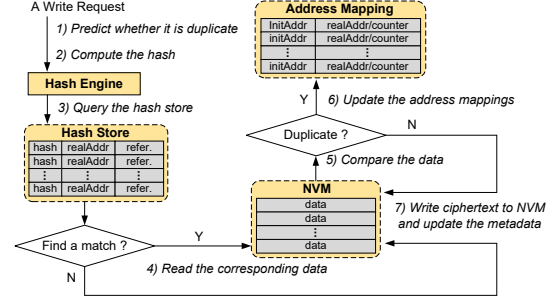 A Write Request
1) Predict whether it is duplicate
2) Compute the hash
Hash Engine
3) Query the hash store
Hash Store
hash realAddr refer.
hash realAddr refer.
⋮ ⋮ ⋮
hash realAddr refer.
Find a match ?
Y
N
4) Read the corresponding data
Address Mapping
InitAddr realAddr/counter
initAddr realAddr/counter
⋮ ⋮
initAddr realAddr/counter
Y
6) Update the address mappings
Duplicate ?
N
5) Compare the data
NVM
data
data
⋮
data
7) Write ciphertext to NVM
and update the metadata